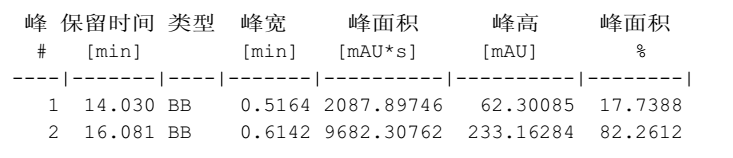 峰 保留时间 类型 峰宽 峰面积 峰高 峰面积
# [min] [min] [mAU*s] [mAU] %
----|-------|----|-------|----------|----------|--------|
1 14.030 BB 0.5164 2087.89746 62.30085 17.7388
2 16.081 BB 0.6142 9682.30762 233.16284 82.2612